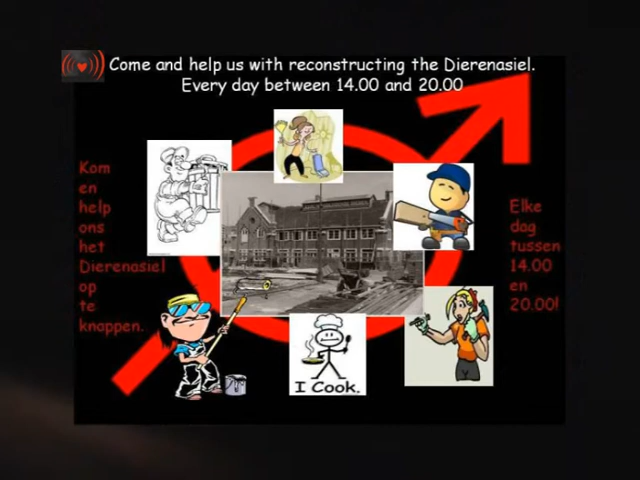 Come and help us with reconstructing the Dierenasiel.
Every day between 14.00 and 20.00
Kom
en
help
ons
het
Dierenasiel
op
te
knappen.
Elke
dag
tussen
14.00
en
20.00!
I Cook.